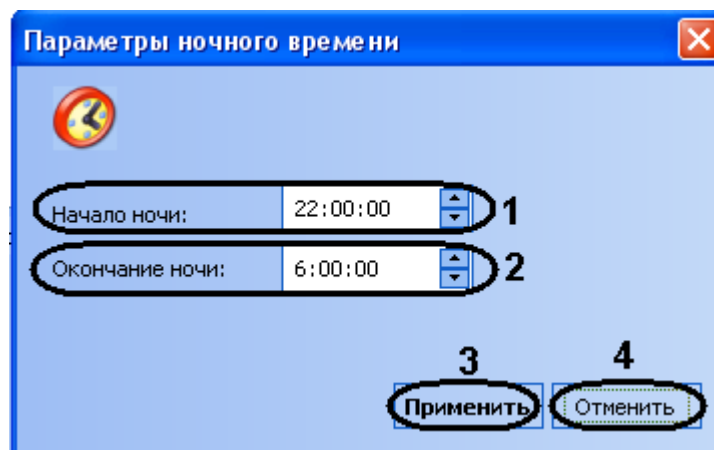 Параметры ночного времени
Начало ночи: 22:00:00 1
Окончание ночи: 6:00:00 2
3 4
Применить Отменить